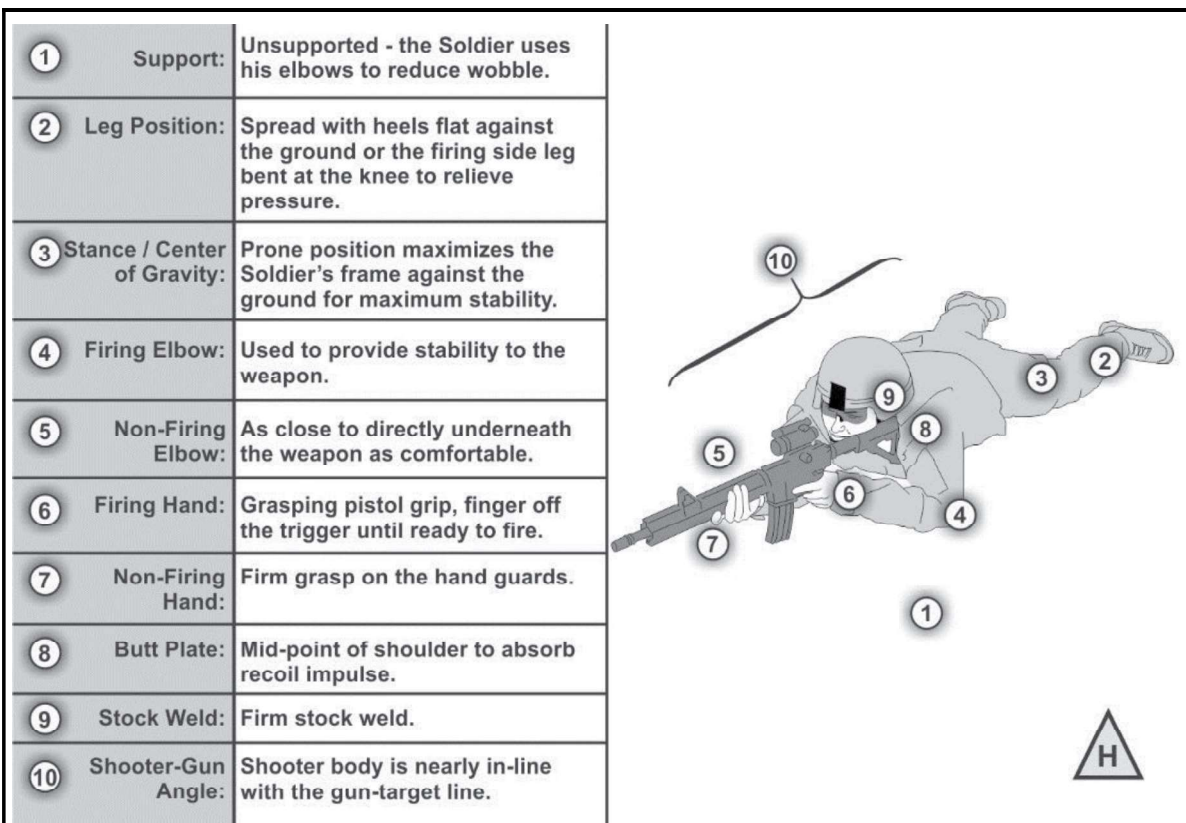 1 Support: Unsupported - the Soldier uses
his elbows to reduce wobble.
2 Leg Position: Spread with heels flat against
the ground or the firing side leg
bent at the knee to relieve
pressure.
3 Stance / Center
of Gravity:
Prone position maximizes the
Soldier's frame against the
ground for maximum stability.
4 Firing Elbow: Used to provide stability to the
weapon.
5 Non-Firing
Elbow:
As close to directly underneath
the weapon as comfortable.
6 Firing Hand: Grasping pistol grip, finger off
the trigger until ready to fire.
7 Non-Firing
Hand:
Firm grasp on the hand guards.
8 Butt Plate: Mid-point of shoulder to absorb
recoil impulse.
9 Stock Weld: Firm stock weld.
10 Shooter-Gun
Angle:
Shooter body is nearly in-line
with the gun-target line.
10
2
3
9
8
5
6
4
7
1
H